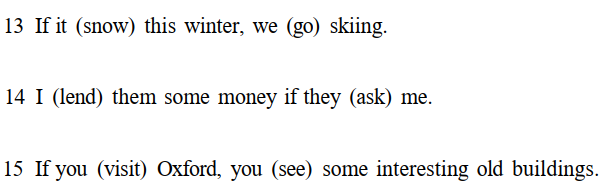 13 If it (snow) this winter, we (go) skiing.
14 I (lend) them some money if they (ask) me.
15 If you (visit) Oxford, you (see) some interesting old buildings.